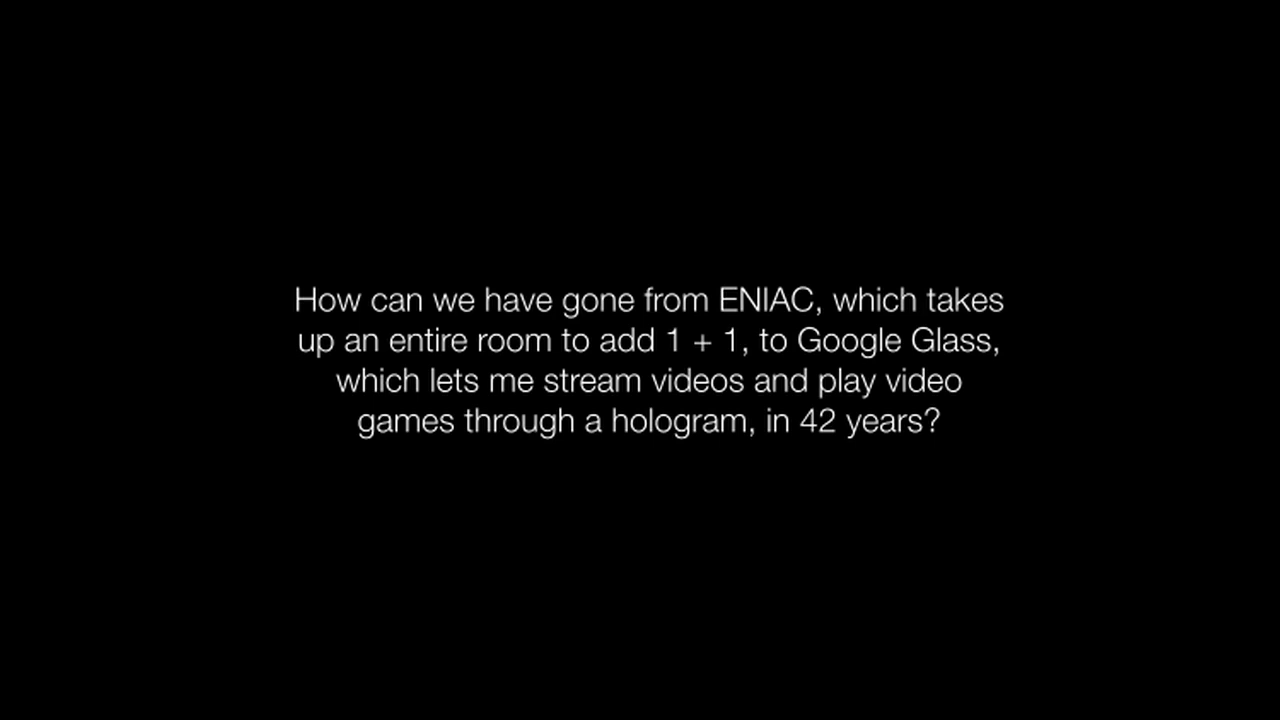 How can we have gone from ENIAC, which takes
up an entire room to add 1 + 1, to Google Glass,
which lets me stream videos and play video
games through a hologram, in 42 years?